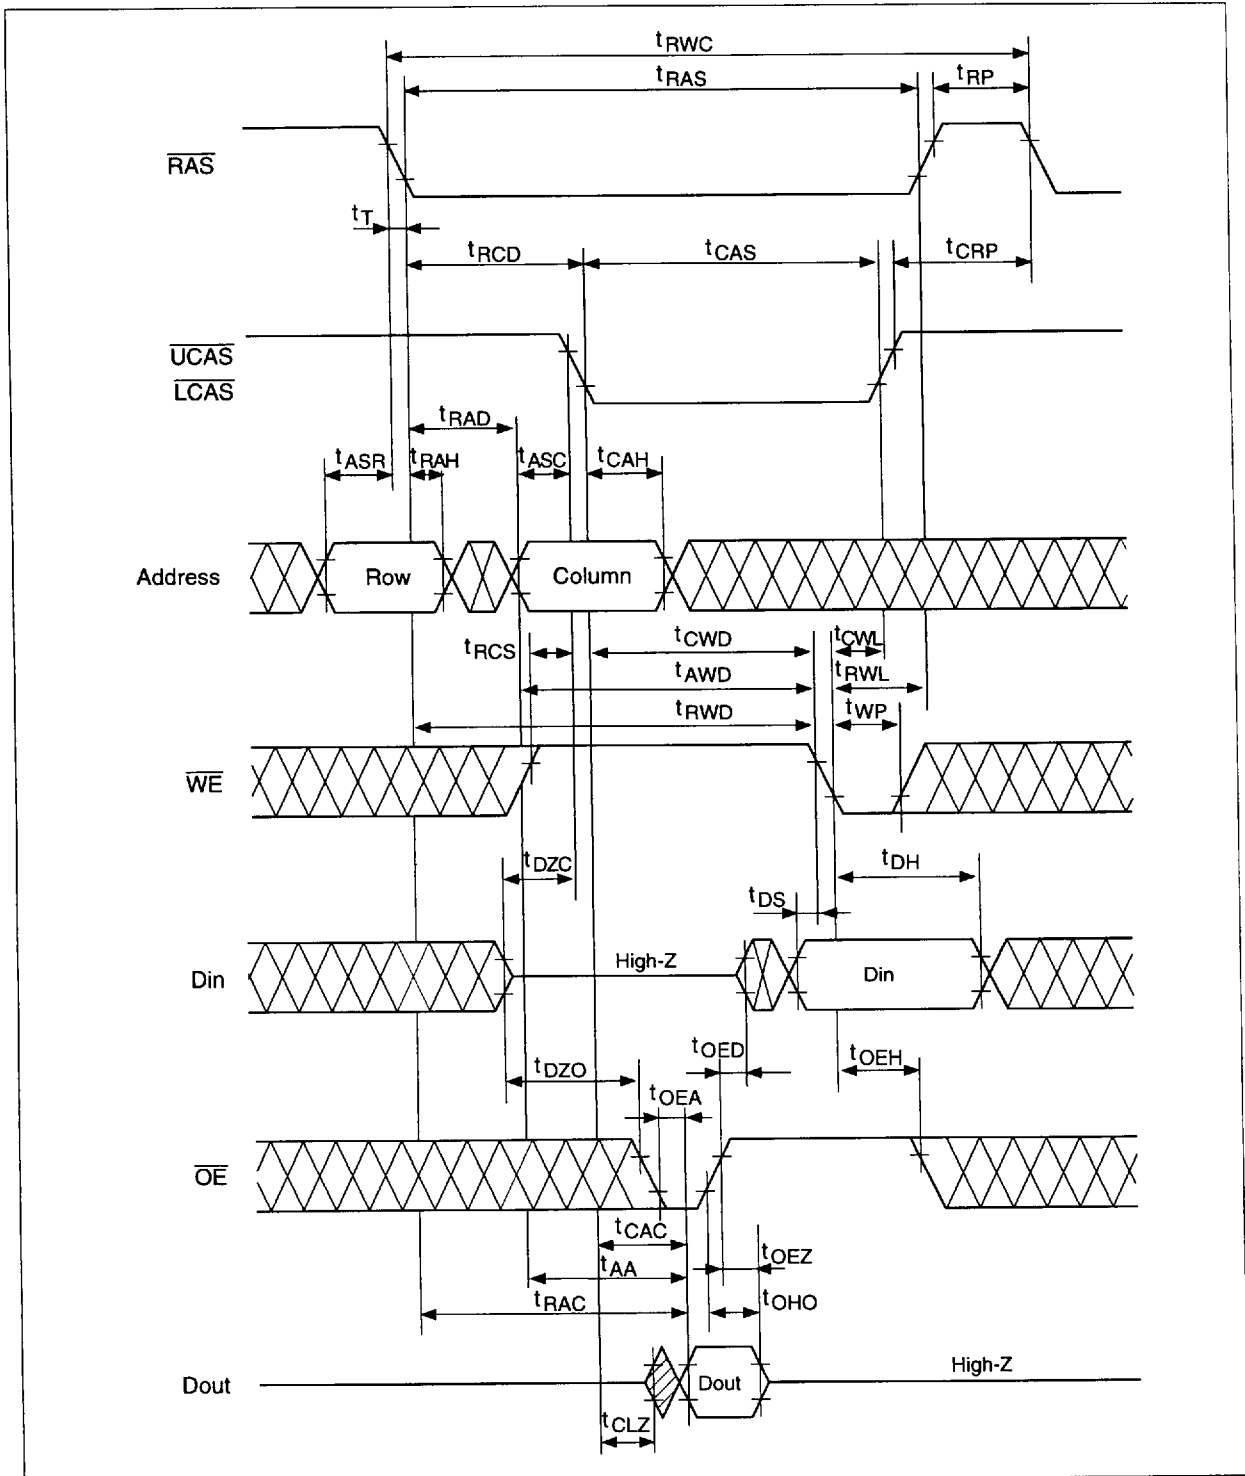 tRWC
tRAS
tRP
RAS
tT
tRCD
tCAS
tCRP
UCAS
LCAS
tRAD
tASR
tRAH
tASC
tCAH
Address
Row
Column
tRCS
tCWD
tCWL
tAWD
tRWL
tRWD
tWP
WE
tDZC
tDH
tDS
Din
High-Z
Din
tOED
tOEH
tDZO
tOEA
OE
tCAC
tOEZ
tAA
tRAC
tOHO
Dout
Dout
High-Z
tCLZ